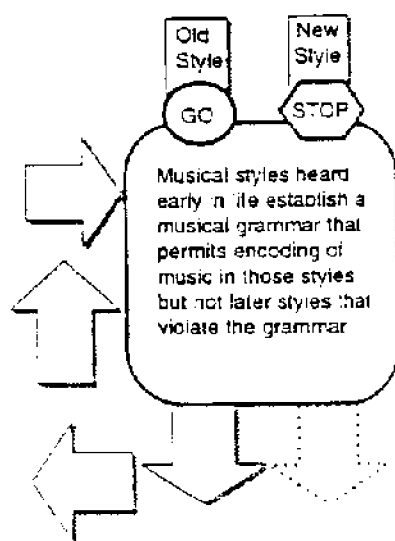 Old
Style
New
Style
GO
STOP
Musical styles heard
early in life establish a
musical grammar that
permits encoding of
music in those styles
but not later styles that
violate the grammar